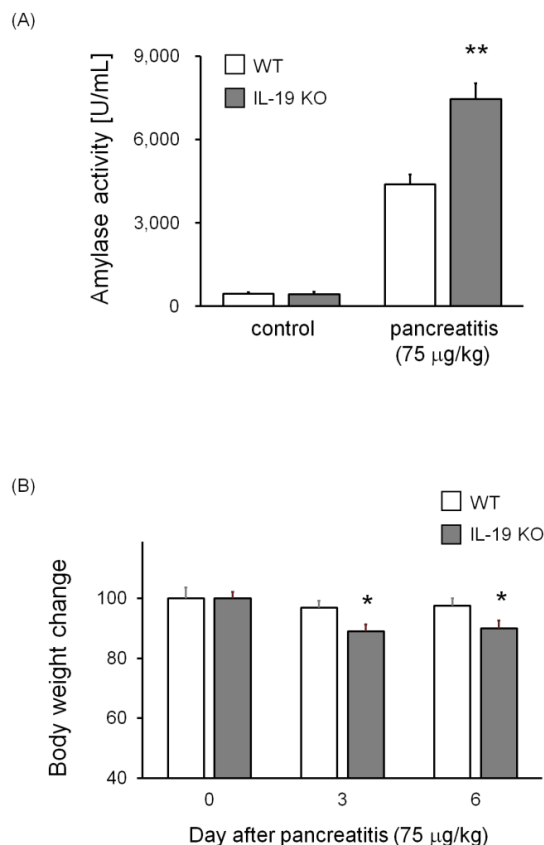 (A)
Amylase activity [U/mL]
9,000
6,000
3,000
0
WT
IL-19 KO
**
control
pancreatitis
(75 μg/kg)
(B)
WT
IL-19 KO
Body weight change
100
80
60
40
*
*
0 3 6
Day after pancreatitis (75 μg/kg)